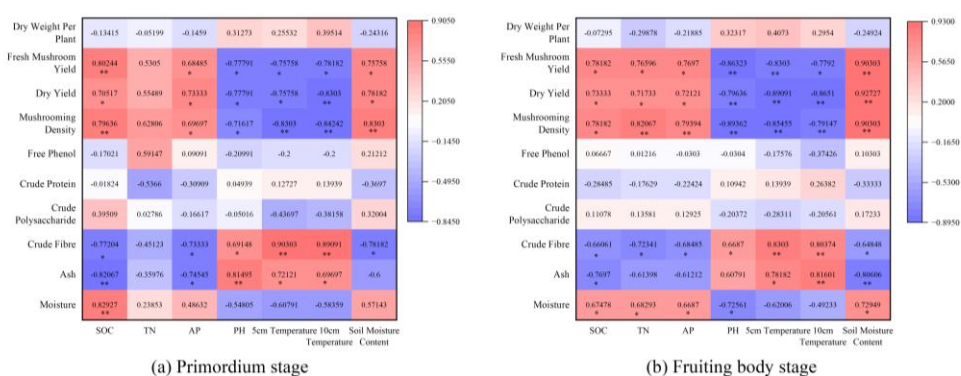 Dry Weight Per
Plant
-0.13415 -0.05199 -0.1459 0.31273 0.25532 0.39514 -0.24316
Fresh Mushroom
Yield
0.80244 0.5305 0.68485 -0.77791 -0.75758 -0.78182 0.75758
** * * * * *
Dry Yield
0.70517 0.55489 0.73333 -0.77791 -0.75758 -0.8303 0.78182
* * * * ** *
Mushrooming
Density
0.79636 0.62806 0.69697 -0.71617 -0.8303 -0.84242 0.8303
** * * ** ** **
Free Phenol
-0.17021 0.59147 0.09091 -0.20991 -0.2 -0.2 0.21212
Crude Protein
-0.01824 -0.5366 -0.30909 0.04939 0.12727 0.13939 -0.3697
Crude
Polysaccharide
0.39509 0.02786 -0.16617 -0.05016 -0.43697 -0.38158 0.32004
Crude Fibre
-0.77204 -0.45123 -0.73333 0.69148 0.90303 0.89091 -0.78182
* * * ** ** *
Ash
-0.82067 -0.35976 -0.74545 0.81495 0.72121 0.69697 -0.6
** * ** * *
Moisture
0.82927 0.23853 0.48632 -0.54805 -0.60791 -0.58359 0.57143
**
SOC TN AP PH 5cm Temperature 10cm Temperature Soil Moisture Content
0.9050
0.5550
0.2050
-0.1450
-0.4950
-0.8450
(a) Primordium stage
Dry Weight Per
Plant
-0.07295 -0.29878 -0.21885 0.32317 0.4073 0.2954 -0.24924
Fresh Mushroom
Yield
0.78182 0.76596 0.7697 -0.86323 -0.8303 -0.7792 0.90303
* ** * ** ** * **
Dry Yield
0.73333 0.71733 0.72121 -0.79636 -0.89091 -0.8651 0.92727
* * * ** ** ** **
Mushrooming
Density
0.78182 0.82067 0.79394 -0.89362 -0.85455 -0.79147 0.90303
* ** ** ** ** ** **
Free Phenol
0.06667 0.01216 -0.0303 -0.0304 -0.17576 -0.37426 0.10303
Crude Protein
-0.28485 -0.17629 -0.22424 0.10942 0.13939 0.26382 -0.33333
Crude
Polysaccharide
0.11078 0.13581 0.12925 -0.20372 -0.28311 -0.20561 0.17233
Crude Fibre
-0.66061 -0.72341 -0.68485 0.6687 0.8303 0.80374 -0.64848
* * * * ** ** *
Ash
-0.7697 -0.61398 -0.61212 0.60791 0.78182 0.81601 -0.80606
* * ** **
Moisture
0.67478 0.68293 0.6687 -0.72561 -0.62006 -0.49233 0.72949
* * * * *
SOC TN AP PH 5cm Temperature 10cm Temperature Soil Moisture Content
0.9300
0.5650
0.2000
-0.1650
-0.5300
-0.8950
(b) Fruiting body stage